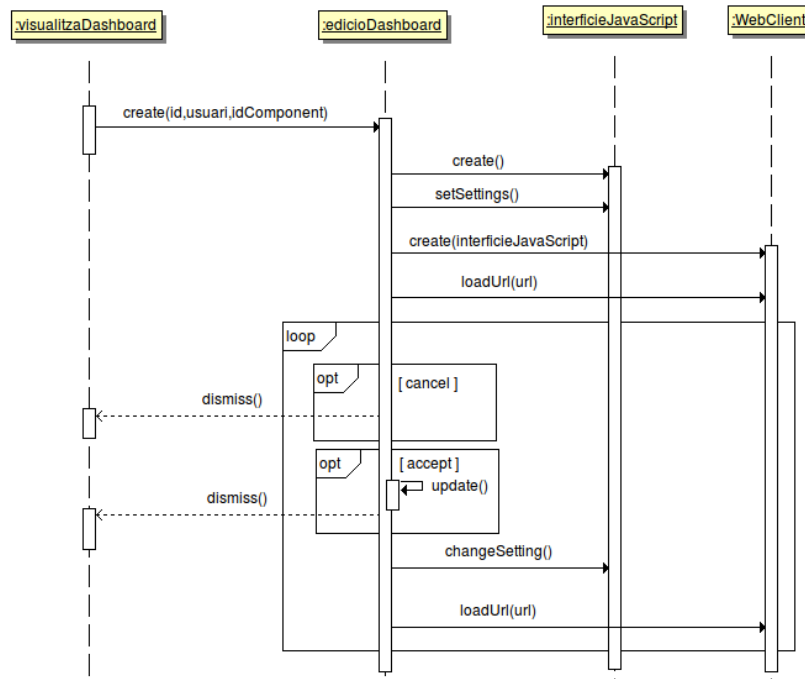 :visualitzaDashboard
:edicioDashboard
:interficieJavaScript
:WebClient
create(id,usuari,idComponent)
create()
setSettings()
create(interficieJavaScript)
loadUrl(url)
loop
opt
[ cancel ]
dismiss()
opt
[ accept ]
update()
dismiss()
changeSetting()
loadUrl(url)